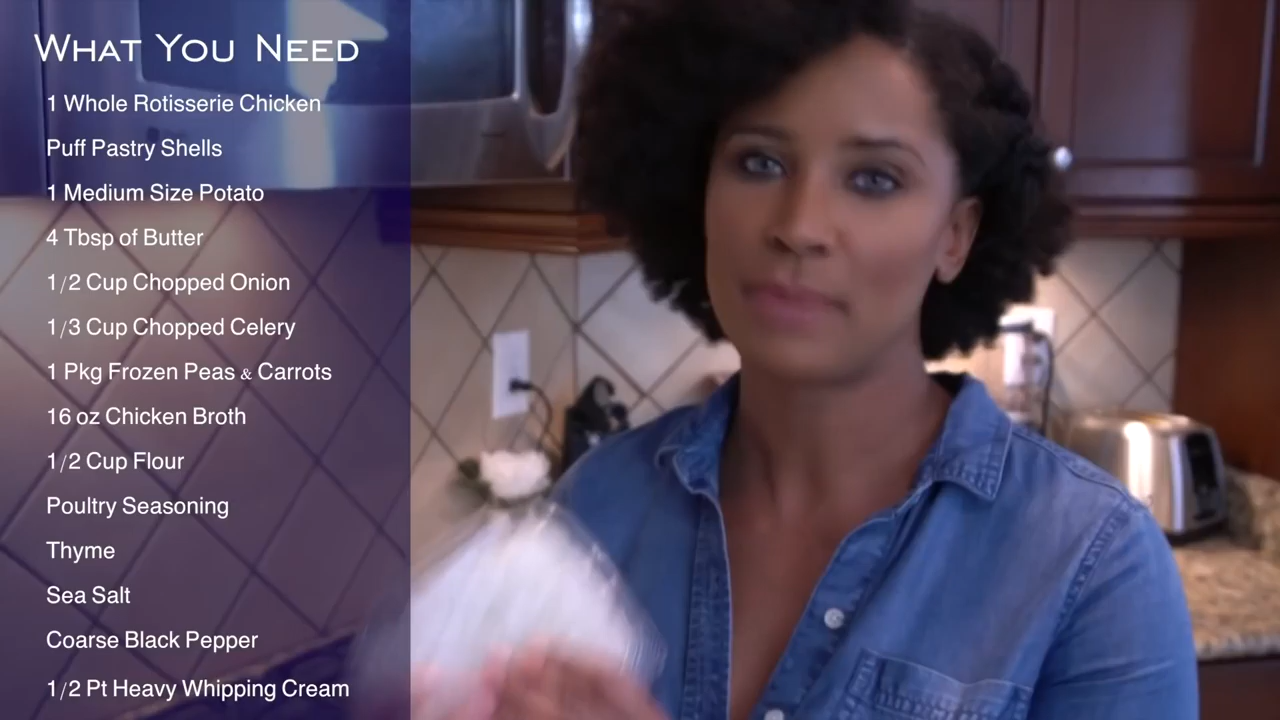 What You Need
1 Whole Rotisserie Chicken
Puff Pastry Shells
1 Medium Size Potato
4 Tbsp of Butter
1/2 Cup Chopped Onion
1/3 Cup Chopped Celery
1 Pkg Frozen Peas & Carrots
16 oz Chicken Broth
1/2 Cup Flour
Poultry Seasoning
Thyme
Sea Salt
Coarse Black Pepper
1/2 Pt Heavy Whipping Cream